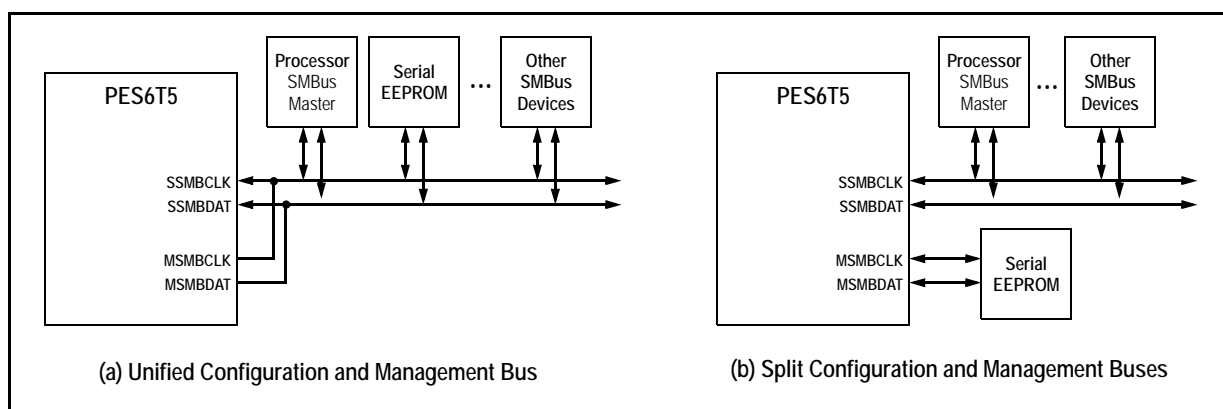 PES6T5
Processor
SMBus
Master
Serial
EEPROM
...
Other
SMBus
Devices
SSMBCLK
SSMBDAT
MSMBCLK
MSMBDAT
(a) Unified Configuration and Management Bus
PES6T5
Processor
SMBus
Master
...
Other
SMBus
Devices
SSMBCLK
SSMBDAT
MSMBCLK
MSMBDAT
Serial
EEPROM
(b) Split Configuration and Management Buses